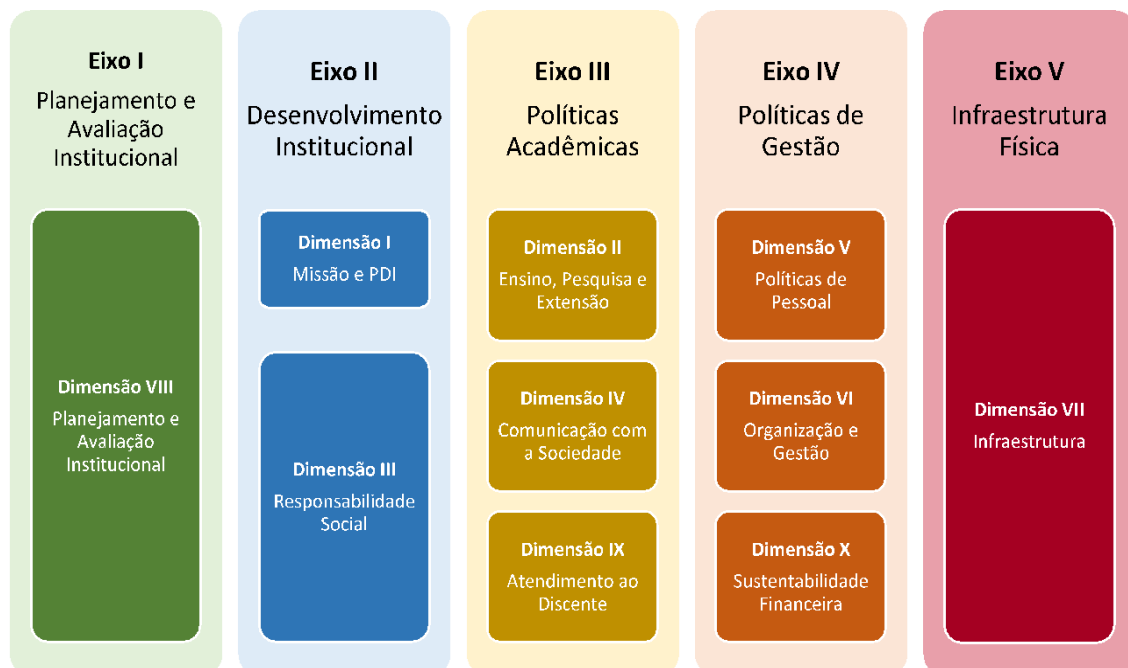 Eixo I
Planejamento e
Avaliação
Institucional
Dimensão VIII
Planejamento e
Avaliação
Institucional
Eixo II
Desenvolvimento
Institucional
Dimensão I
Missão e PDI
Dimensão III
Responsabilidade
Social
Eixo III
Políticas
Acadêmicas
Dimensão II
Ensino, Pesquisa e
Extensão
Dimensão IV
Comunicação com
a Sociedade
Dimensão IX
Atendimento ao
Discente
Eixo IV
Políticas de
Gestão
Dimensão V
Políticas de
Pessoal
Dimensão VI
Organização e
Gestão
Dimensão X
Sustentabilidade
Financeira
Eixo V
Infraestrutura
Física
Dimensão VII
Infraestrutura